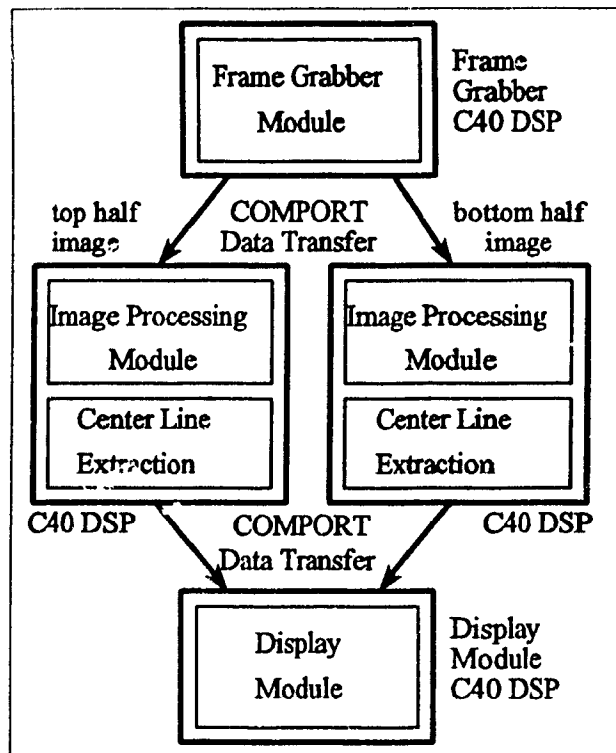 Frame Grabber
Module
Frame
Grabber
C40 DSP
top half
image
COMPORT
Data Transfer
bottom half
image
Image Processing
Module
Center Line
Extraction
Image Processing
Module
Center Line
Extraction
C40 DSP
COMPORT
Data Transfer
C40 DSP
Display
Module
Display
Module
C40 DSP